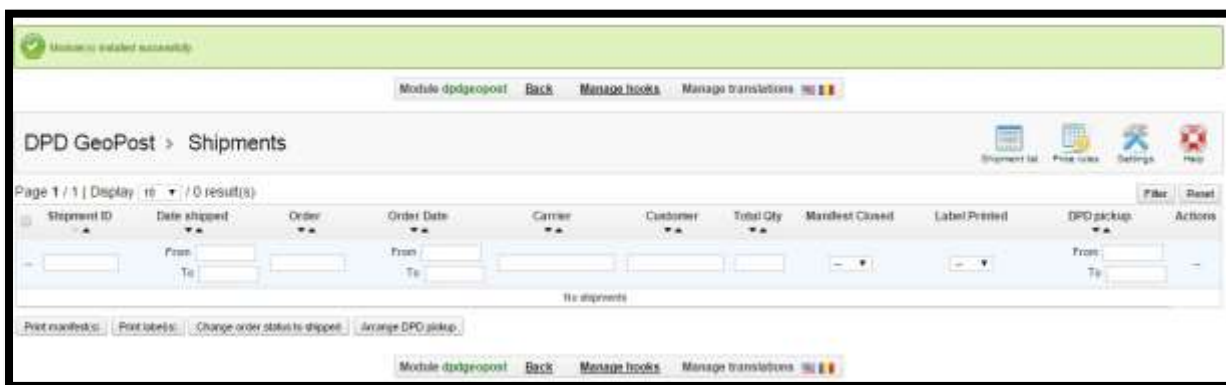 Module(s) installed successfully
Module dpdgeopost Back Manage hooks Manage translations
DPD GeoPost > Shipments
Shipment list Price rules Settings Help
Page 1 / 1 | Display 10 / 0 result(s)
Filter Reset
Shipment ID Date shipped Order Order Date Carrier Customer Total Qty Manifest Closed Label Printed DPD pickup Actions
-- From From -- -- From --
To To To
No shipments
Print manifest(s) Print label(s) Change order status to shipped Arrange DPD pickup
Module dpdgeopost Back Manage hooks Manage translations